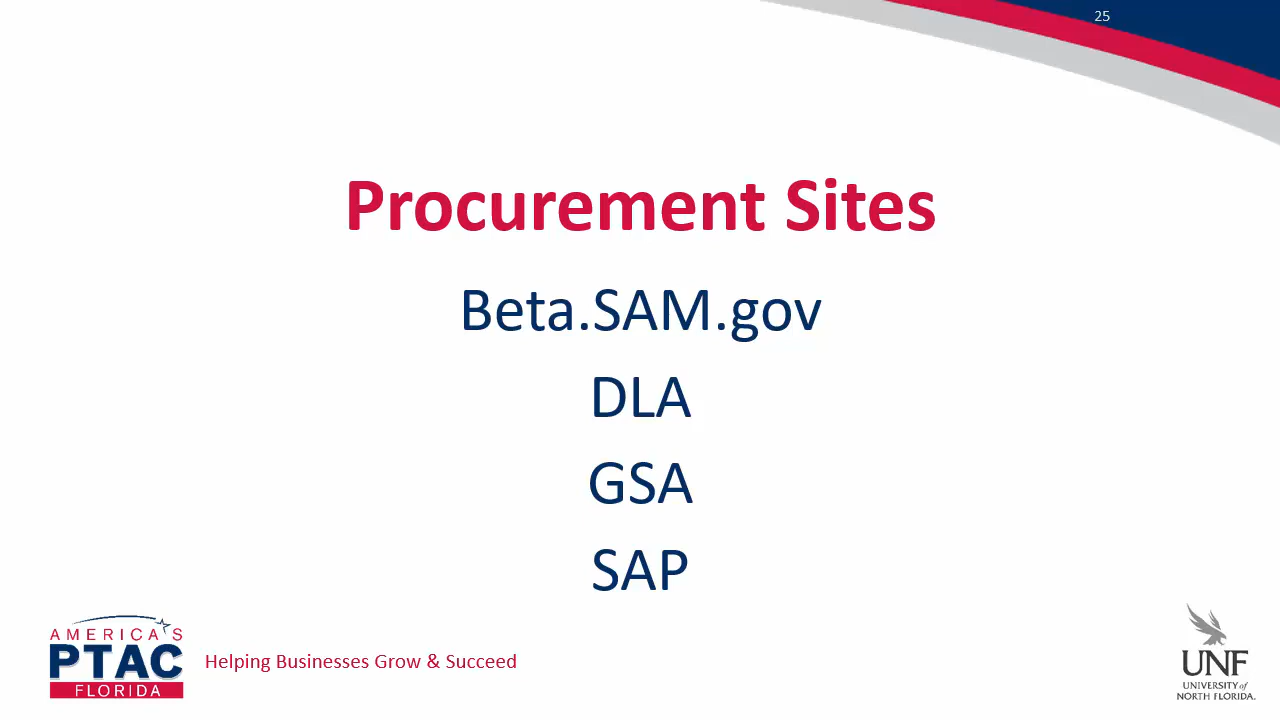 25
Procurement Sites
Beta.SAM.gov
DLA
GSA
SAP
AMERICA'S
PTAC
FLORIDA
Helping Businesses Grow & Succeed
UNF
UNIVERSITY of
NORTH FLORIDA.